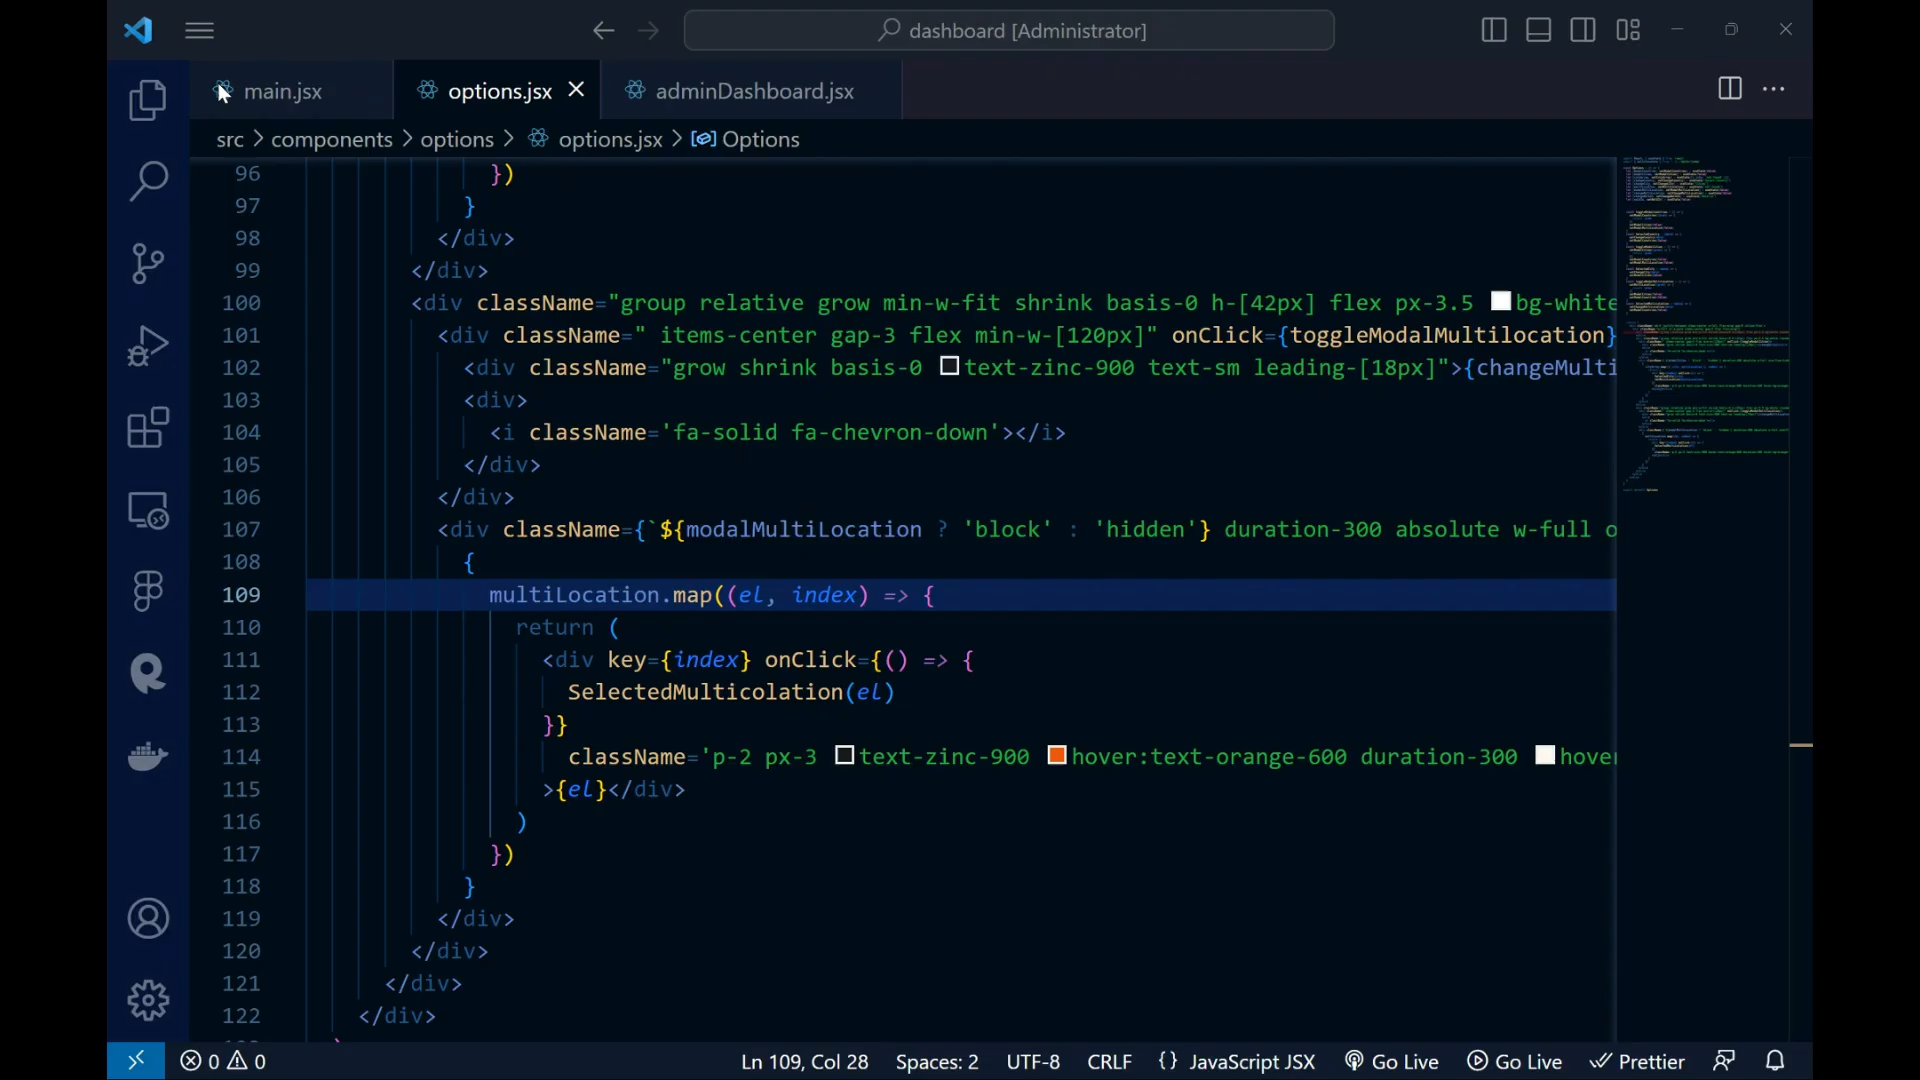 dashboard [Administrator]
main.jsx
options.jsx
adminDashboard.jsx
src > components > options > options.jsx > Options
96 })
97 }
98 </div>
99 </div>
100 <div className="group relative grow min-w-fit shrink basis-0 h-[42px] flex px-3.5 bg-white
101 <div className=" items-center gap-3 flex min-w-[120px]" onClick={toggleModalMultilocation}
102 <div className="grow shrink basis-0 text-zinc-900 text-sm leading-[18px]">{changeMulti
103 <div>
104 <i className='fa-solid fa-chevron-down'></i>
105 </div>
106 </div>
107 <div className={`${modalMultiLocation ? 'block' : 'hidden'} duration-300 absolute w-full o
108 {
109 multiLocation.map((el, index) => {
110 return (
111 <div key={index} onClick={() => {
112 SelectedMulticolation(el)
113 }}
114 className='p-2 px-3 text-zinc-900 hover:text-orange-600 duration-300 hover
115 >{el}</div>
116 )
117 })
118 }
119 </div>
120 </div>
121 </div>
122 </div>
0 0 Ln 109, Col 28 Spaces: 2 UTF-8 CRLF {} JavaScript JSX Go Live Go Live Prettier